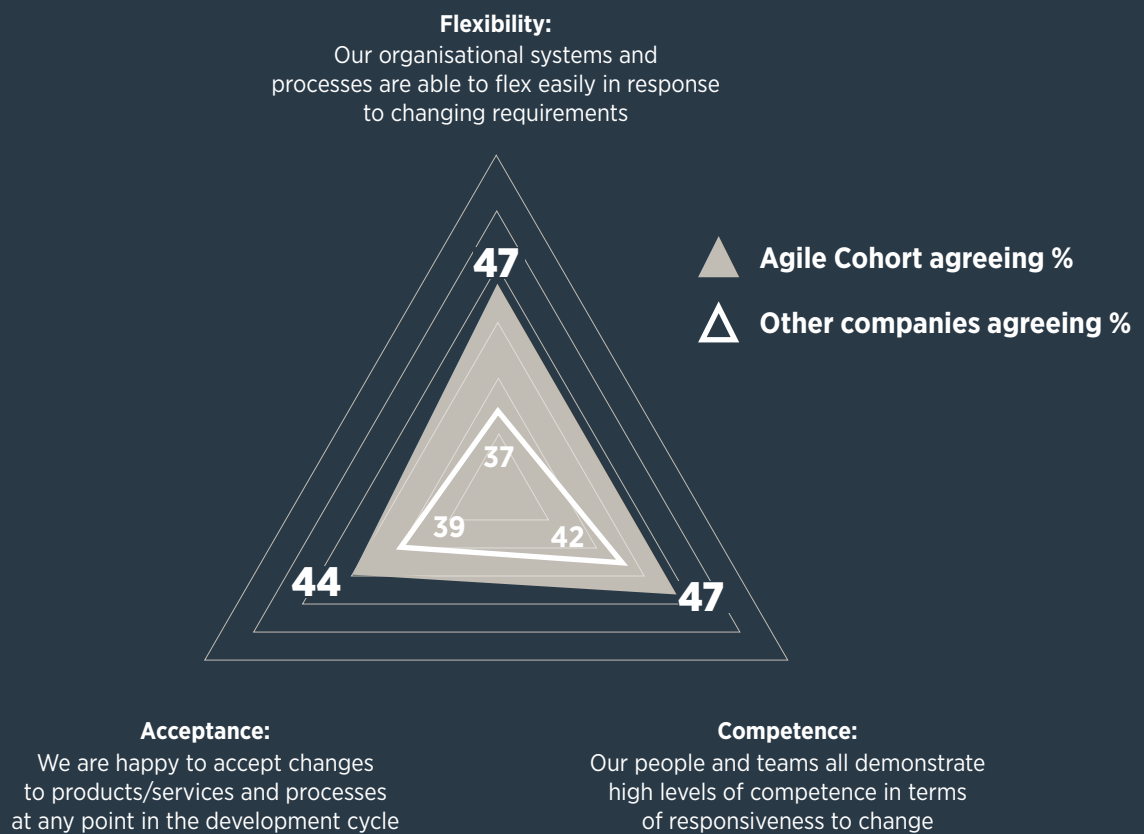 Flexibility:
Our organisational systems and
processes are able to flex easily in response
to changing requirements
47
Agile Cohort agreeing %
Other companies agreeing %
37
39
42
44
47
Acceptance:
We are happy to accept changes
to products/services and processes
at any point in the development cycle
Competence:
Our people and teams all demonstrate
high levels of competence in terms
of responsiveness to change